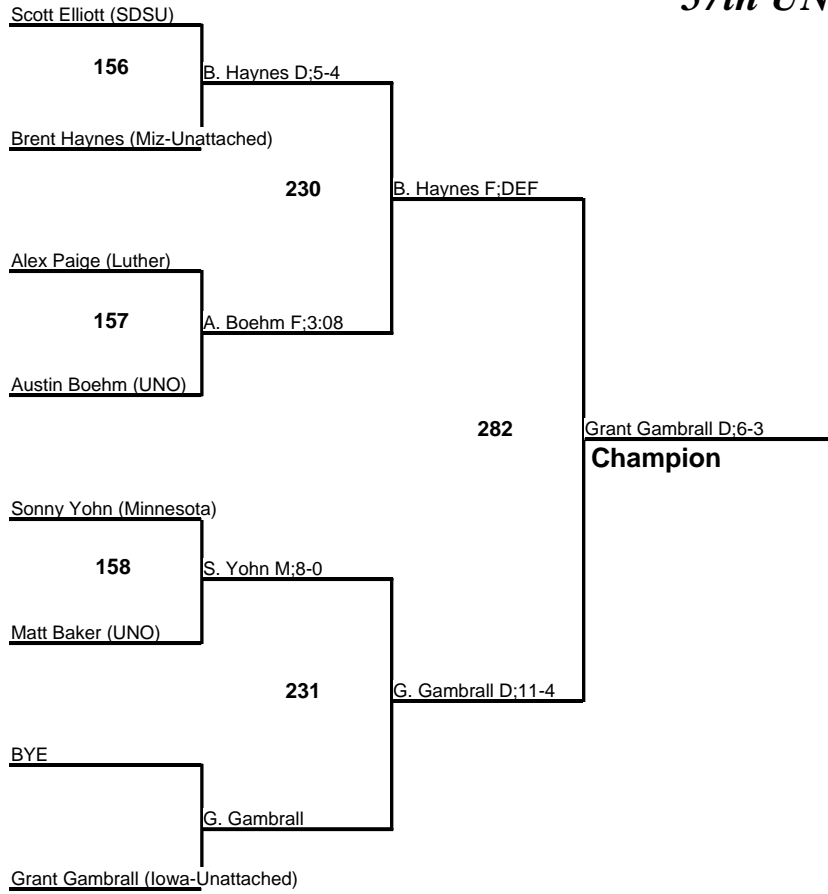 37th UN
Scott Elliott (SDSU)
156
B. Haynes D;5-4
Brent Haynes (Miz-Unattached)
230
B. Haynes F;DEF
Alex Paige (Luther)
157
A. Boehm F;3:08
Austin Boehm (UNO)
282
Grant Gambrall D;6-3
Champion
Sonny Yohn (Minnesota)
158
S. Yohn M;8-0
Matt Baker (UNO)
231
G. Gambrall D;11-4
BYE
G. Gambrall
Grant Gambrall (Iowa-Unattached)